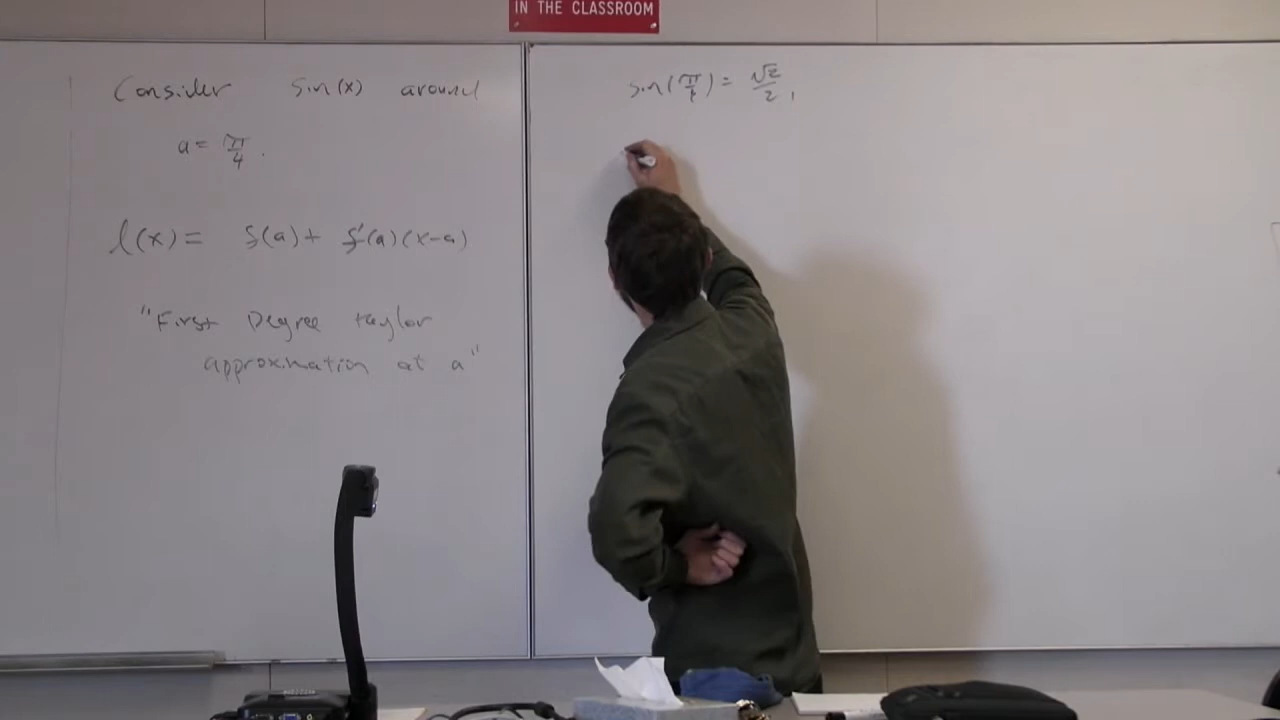 IN THE CLASSROOM
Consider sin(x) around
a = π/4.
l(x) = f(a) + f'(a)(x-a)
"First Degree Taylor
approximation at a"
sin(π/4) = √2/2,